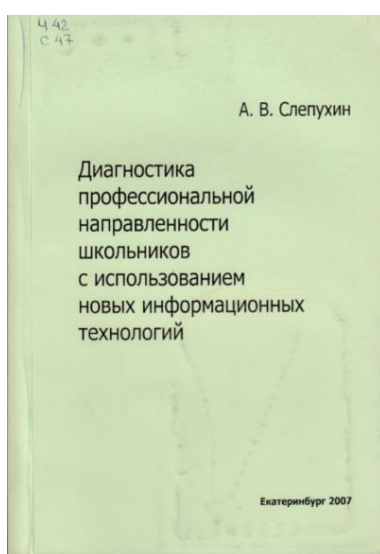 Ч 42
С 47
А. В. Слепухин
Диагностика
профессиональной
направленности
школьников
с использованием
новых информационных
технологий
Екатеринбург 2007